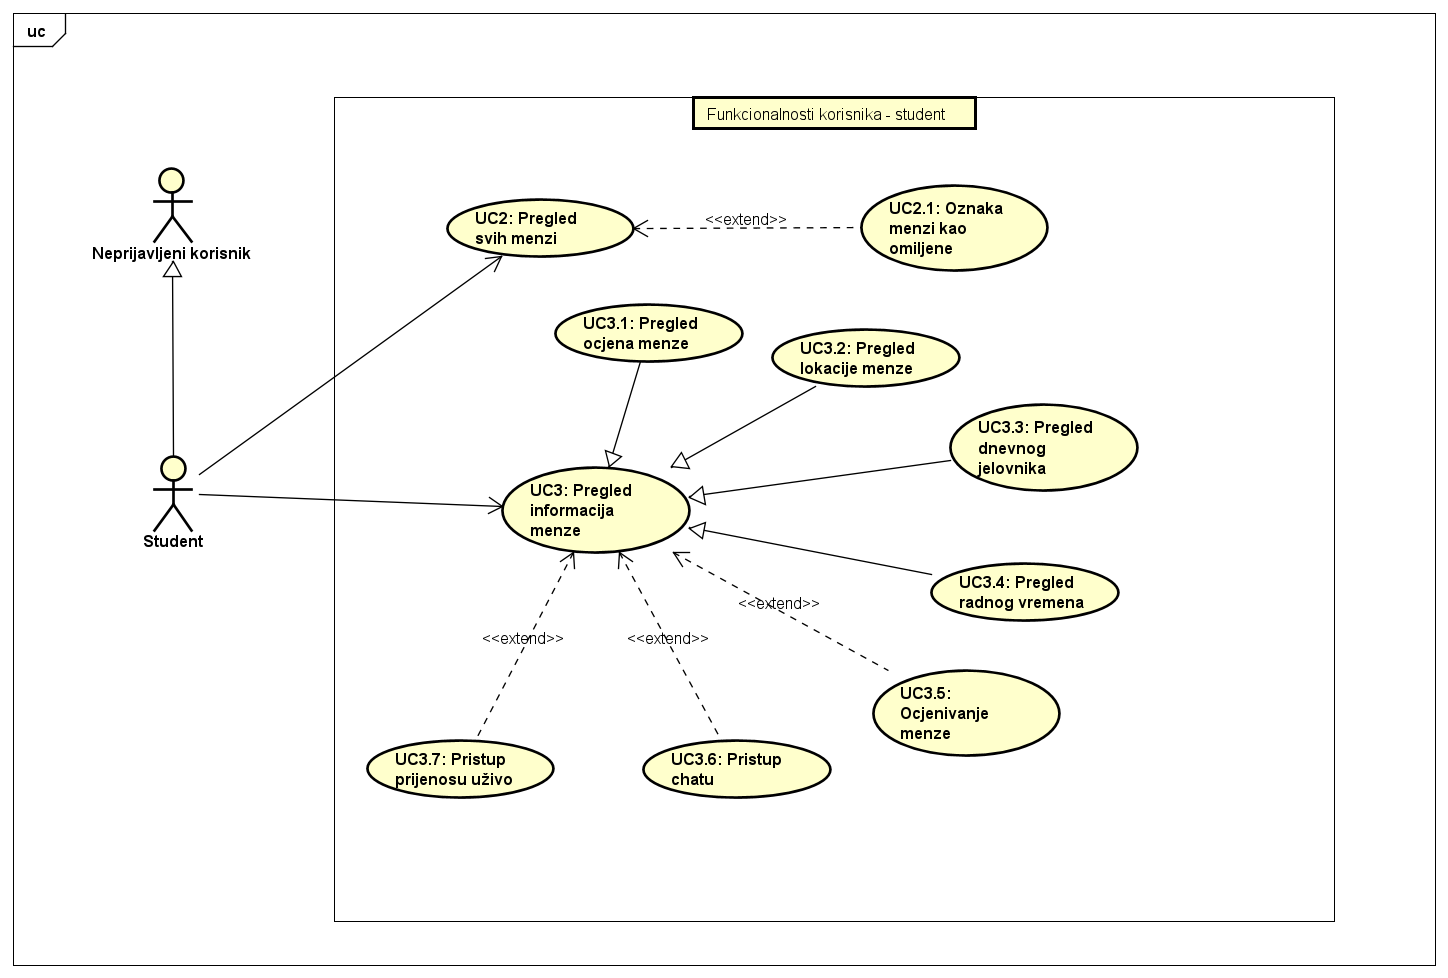 uc
Funkcionalnosti korisnika - student
Neprijavljeni korisnik
UC2: Pregled
svih menzi
<<extend>>
UC2.1: Oznaka
menzi kao
omiljene
UC3.1: Pregled
ocjena menze
UC3.2: Pregled
lokacije menze
UC3.3: Pregled
dnevnog
jelovnika
UC3: Pregled
informacija
menze
Student
UC3.4: Pregled
radnog vremena
<<extend>>
<<extend>>
<<extend>>
UC3.5:
Ocjenivanje
menze
UC3.7: Pristup
prijenosu uživo
UC3.6: Pristup
chatu